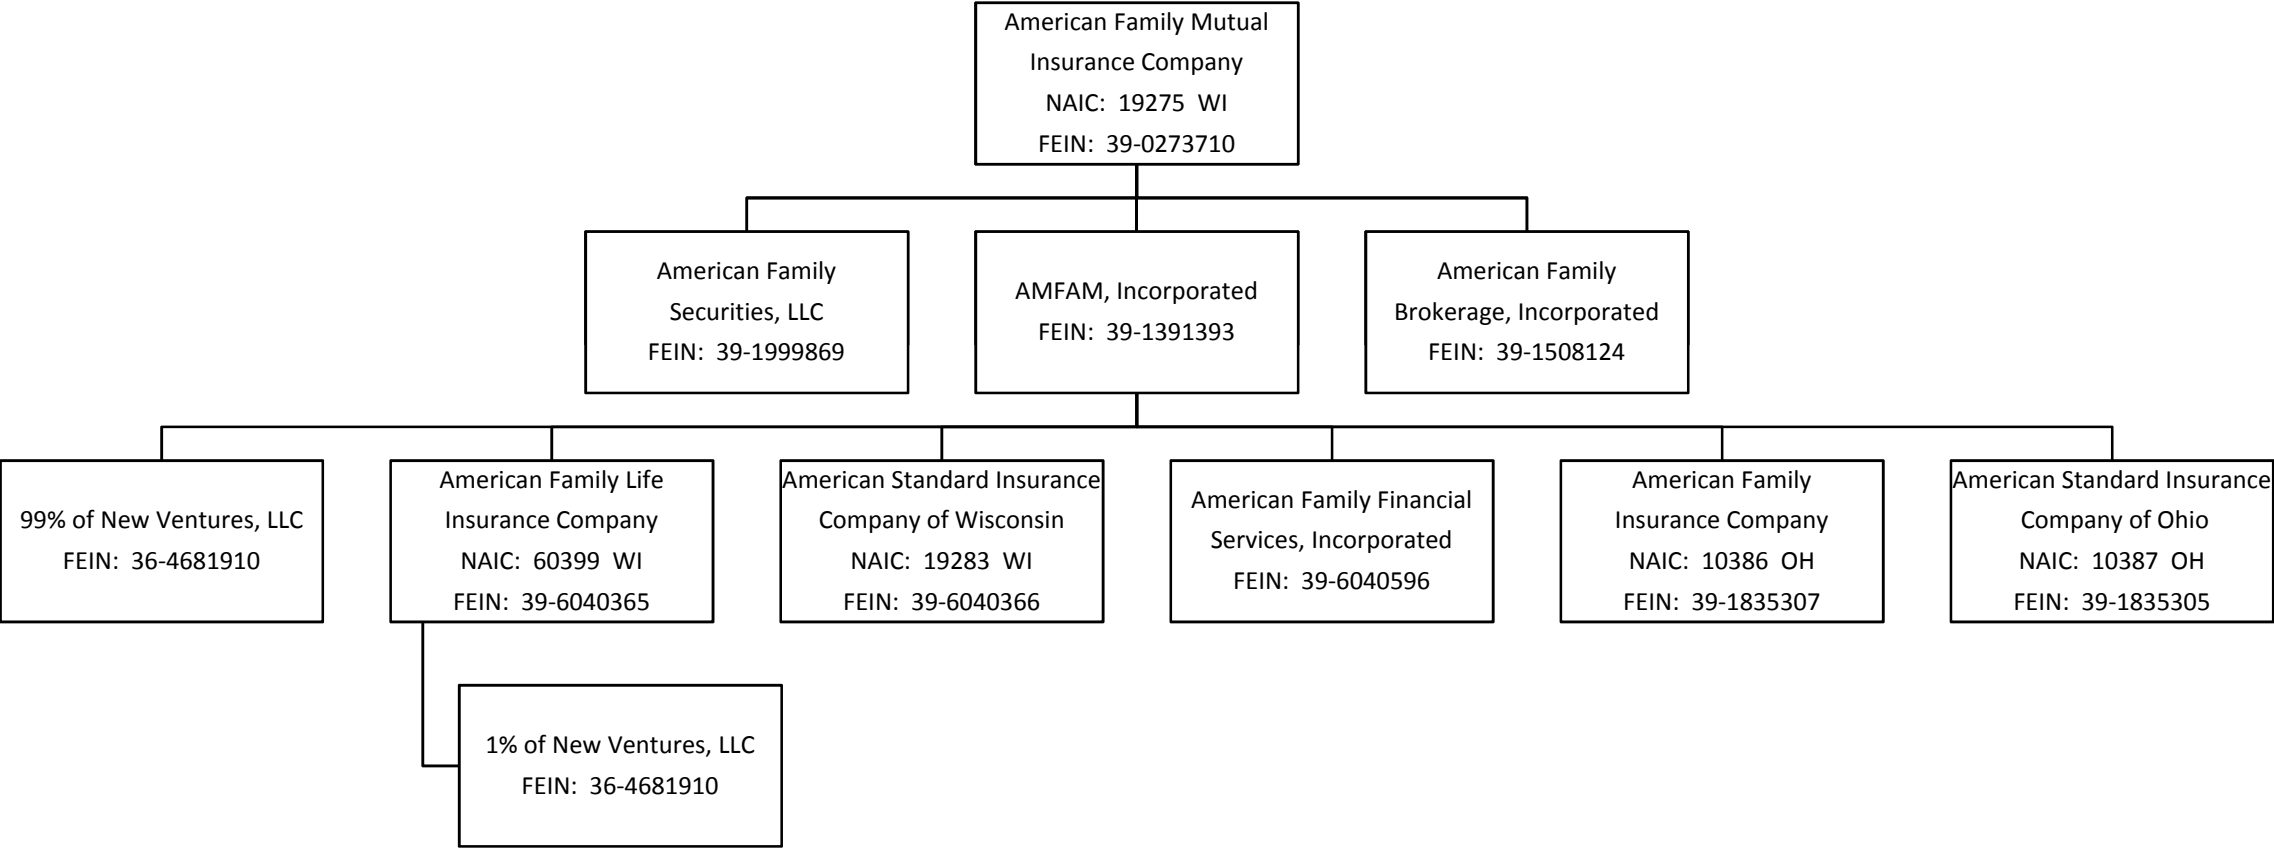 American Family Mutual
Insurance Company
NAIC: 19275 WI
FEIN: 39-0273710
American Family
Securities, LLC
FEIN: 39-1999869
AMFAM, Incorporated
FEIN: 39-1391393
American Family
Brokerage, Incorporated
FEIN: 39-1508124
99% of New Ventures, LLC
FEIN: 36-4681910
American Family Life
Insurance Company
NAIC: 60399 WI
FEIN: 39-6040365
American Standard Insurance
Company of Wisconsin
NAIC: 19283 WI
FEIN: 39-6040366
American Family Financial
Services, Incorporated
FEIN: 39-6040596
American Family
Insurance Company
NAIC: 10386 OH
FEIN: 39-1835307
American Standard Insurance
Company of Ohio
NAIC: 10387 OH
FEIN: 39-1835305
1% of New Ventures, LLC
FEIN: 36-4681910